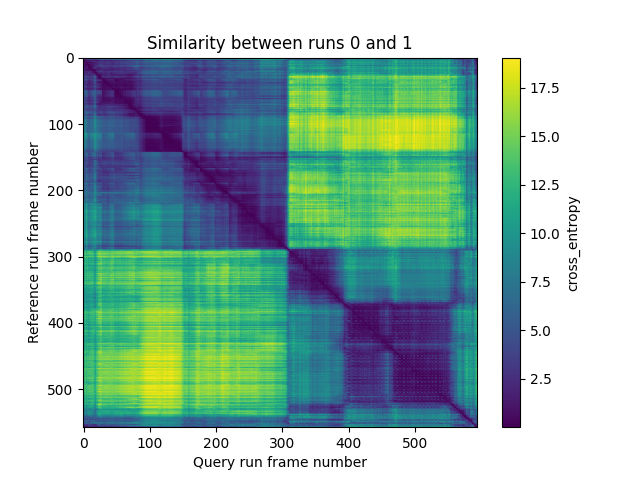 Similarity between runs 0 and 1
0
100
200
300
400
500
Reference run frame number
0 100 200 300 400 500
Query run frame number
17.5
15.0
12.5
10.0
7.5
5.0
2.5
cross_entropy